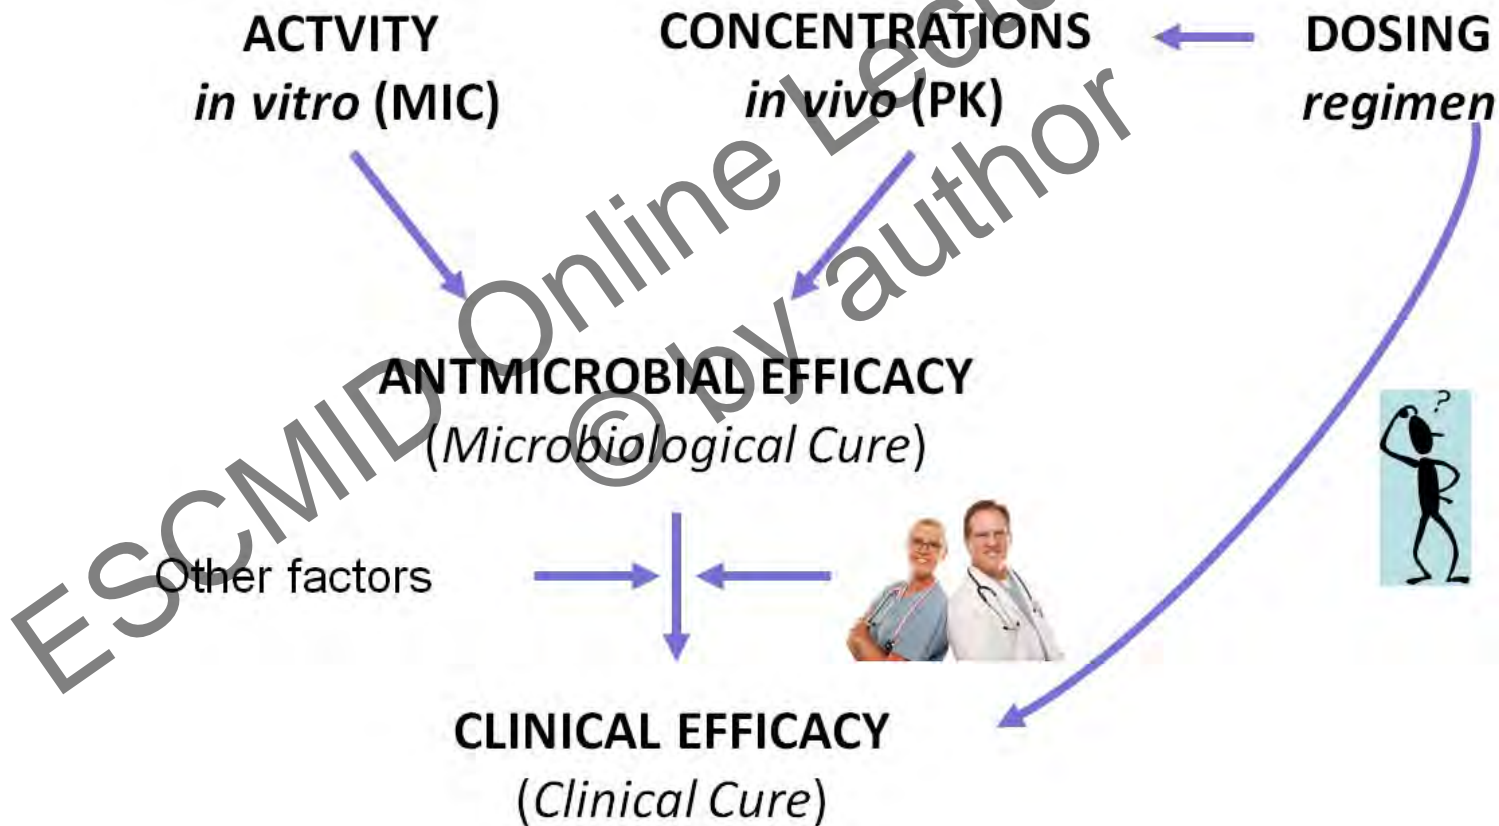 ACTVITY
in vitro (MIC)
CONCENTRATIONS
in vivo (PK)
DOSING
regimen
ANTMICROBIAL EFFICACY
(Microbiological Cure)
?
Other factors
CLINICAL EFFICACY
(Clinical Cure)
ESCMID Online
© by author